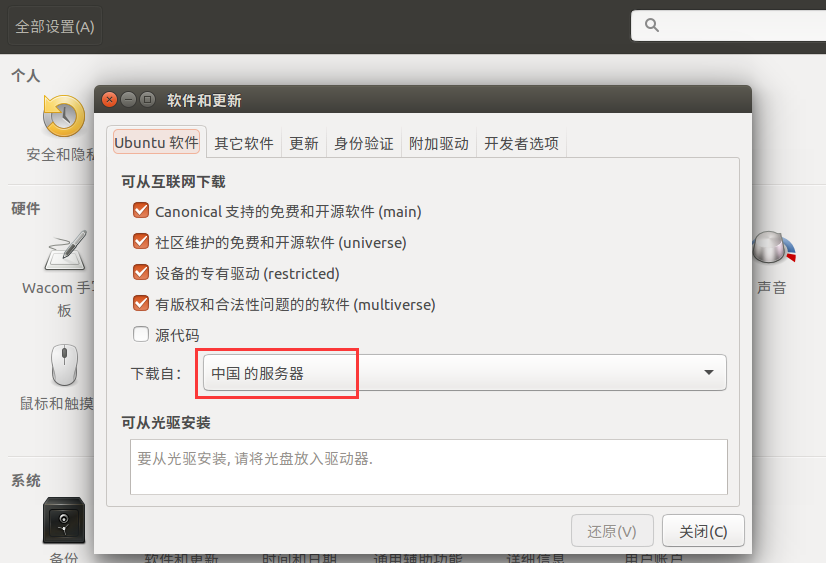 全部设置(A)
个人
安全和隐私
硬件
Wacom 手写
板
鼠标和触摸
系统
备份
软件和更新
时间和日期
通用辅助功能
详细信息
用户账户
声音
软件和更新
Ubuntu 软件
其它软件
更新
身份验证
附加驱动
开发者选项
可从互联网下载
Canonical 支持的免费和开源软件 (main)
社区维护的免费和开源软件 (universe)
设备的专有驱动 (restricted)
有版权和合法性问题的的软件 (multiverse)
源代码
下载自：
中国 的服务器
可从光驱安装
要从光驱安装, 请将光盘放入驱动器.
还原(V)
关闭(C)